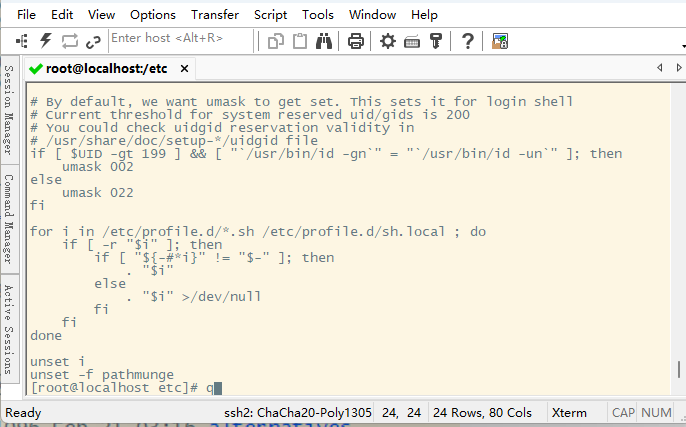 File Edit View Options Transfer Script Tools Window Help
Enter host <Alt+R>
Session Manager
Command Manager
Active Sessions
root@localhost:/etc
# By default, we want umask to get set. This sets it for login shell
# Current threshold for system reserved uid/gids is 200
# You could check uidgid reservation validity in
# /usr/share/doc/setup-*/uidgid file
if [ $UID -gt 199 ] && [ "`/usr/bin/id -gn`" = "`/usr/bin/id -un`" ]; then
    umask 002
else
    umask 022
fi
for i in /etc/profile.d/*.sh /etc/profile.d/sh.local ; do
    if [ -r "$i" ]; then
        if [ "${-#*i}" != "$-" ]; then
            . "$i"
        else
            . "$i" >/dev/null
        fi
    fi
done
unset i
unset -f pathmunge
[root@localhost etc]# q
Ready ssh2: ChaCha20-Poly1305 24, 24 24 Rows, 80 Cols Xterm CAP NUM